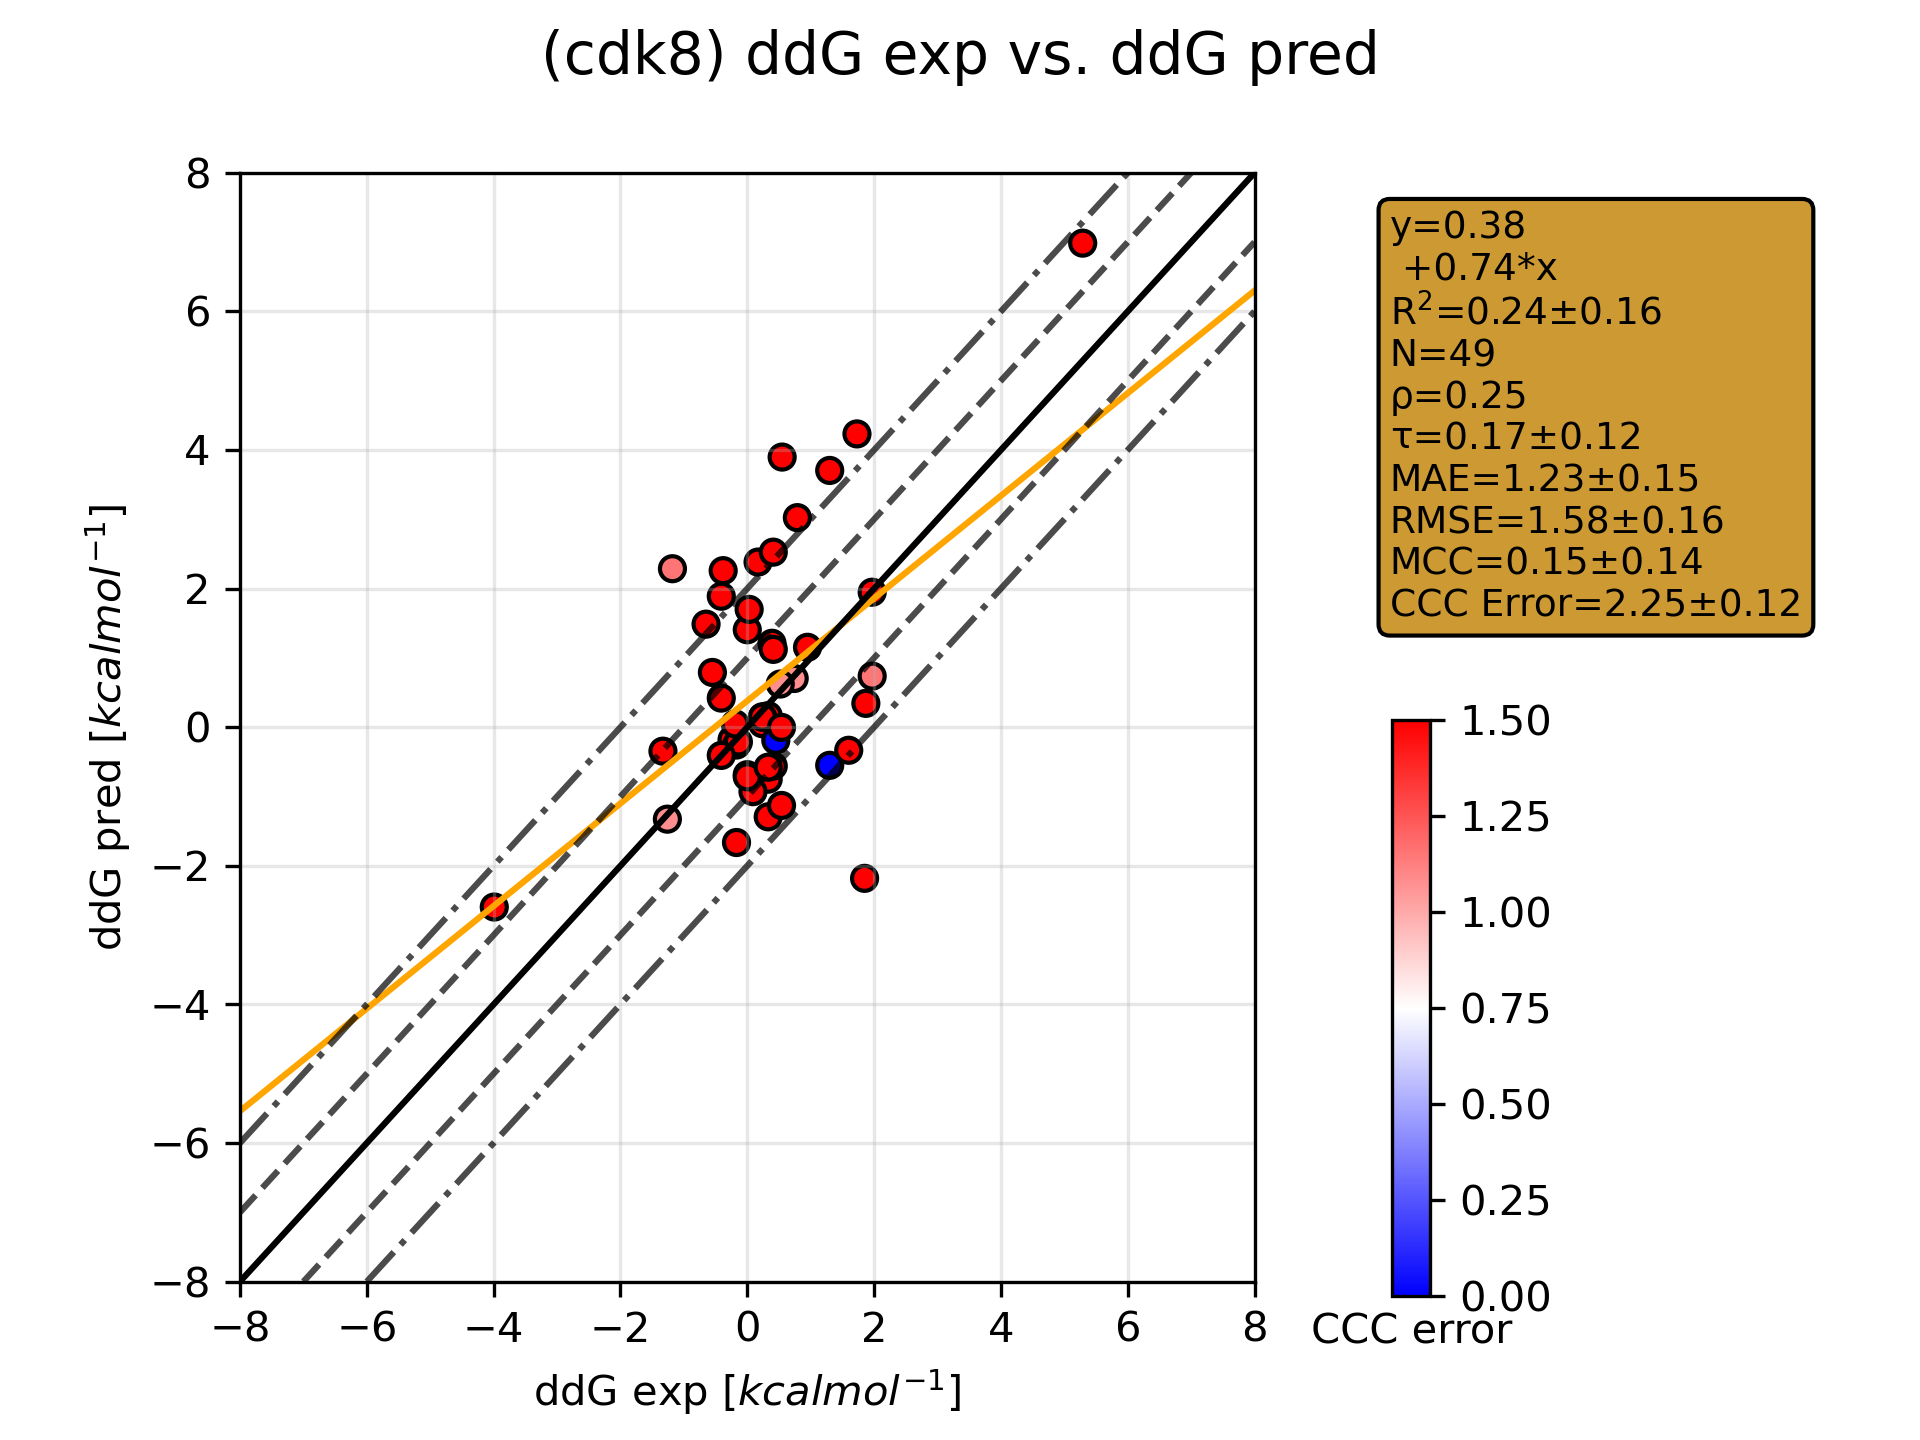 (cdk8) ddG exp vs. ddG pred
8
6
4
2
0
−2
−4
−6
−8
ddG pred [kcalmol⁻¹]
−8 −6 −4 −2 0 2 4 6 8
ddG exp [kcalmol⁻¹]
y=0.38
+0.74*x
R²=0.24±0.16
N=49
ρ=0.25
τ=0.17±0.12
MAE=1.23±0.15
RMSE=1.58±0.16
MCC=0.15±0.14
CCC Error=2.25±0.12
1.50
1.25
1.00
0.75
0.50
0.25
0.00
CCC error